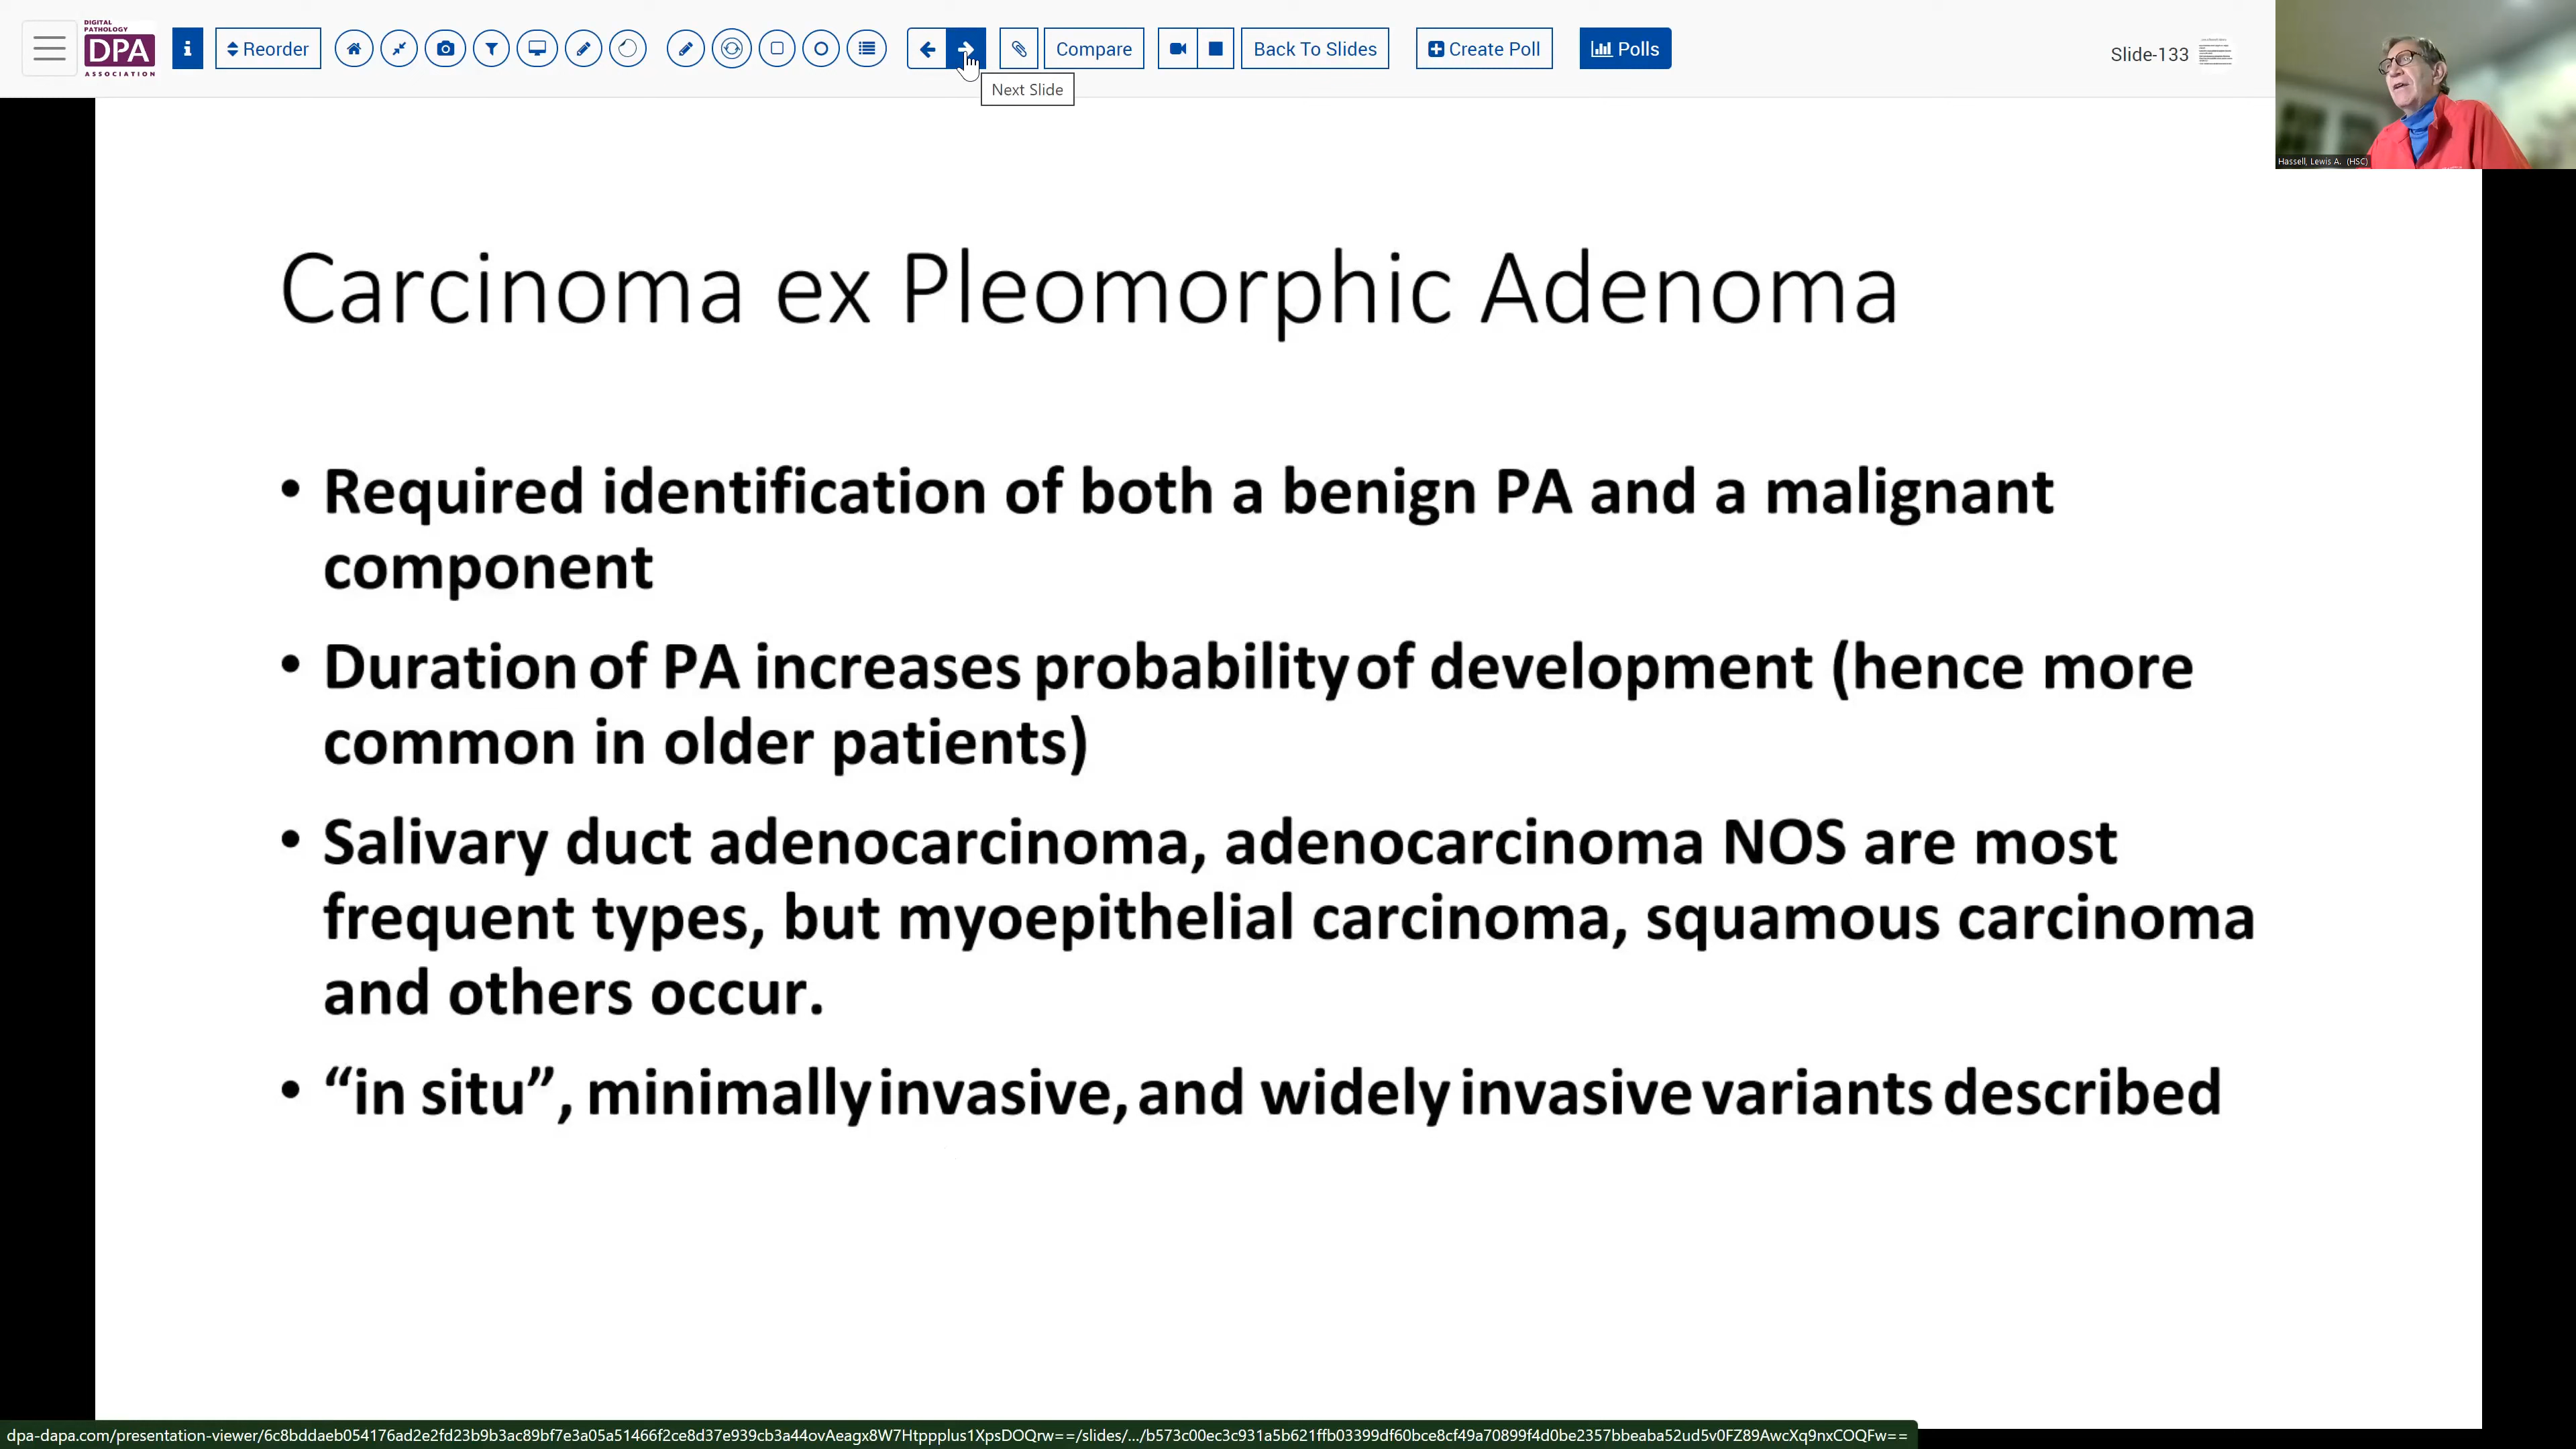 DIGITAL
PATHOLOGY
DPA
ASSOCIATION
i
Reorder
Compare
Back To Slides
Create Poll
Polls
Slide-133
Next Slide
Hassell, Lewis A. (HSC)
Carcinoma ex Pleomorphic Adenoma
• Required identification of both a benign PA and a malignant
component
• Duration of PA increases probability of development (hence more
common in older patients)
• Salivary duct adenocarcinoma, adenocarcinoma NOS are most
frequent types, but myoepithelial carcinoma, squamous carcinoma
and others occur.
• “in situ”, minimally invasive, and widely invasive variants described
dpa-dapa.com/presentation-viewer/6c8bddaeb054176ad2e2fd23b9b3ac89bf7e3a05a51466f2ce8d37e939cb3a44ovAeagx8W7Htppplus1XpsDOQrw==/slides/.../b573c00ec3c931a5b621ffb03399df60bce8cf49a70899f4d0be2357bbeaba52ud5v0FZ89AwcXq9nxCOQFw==